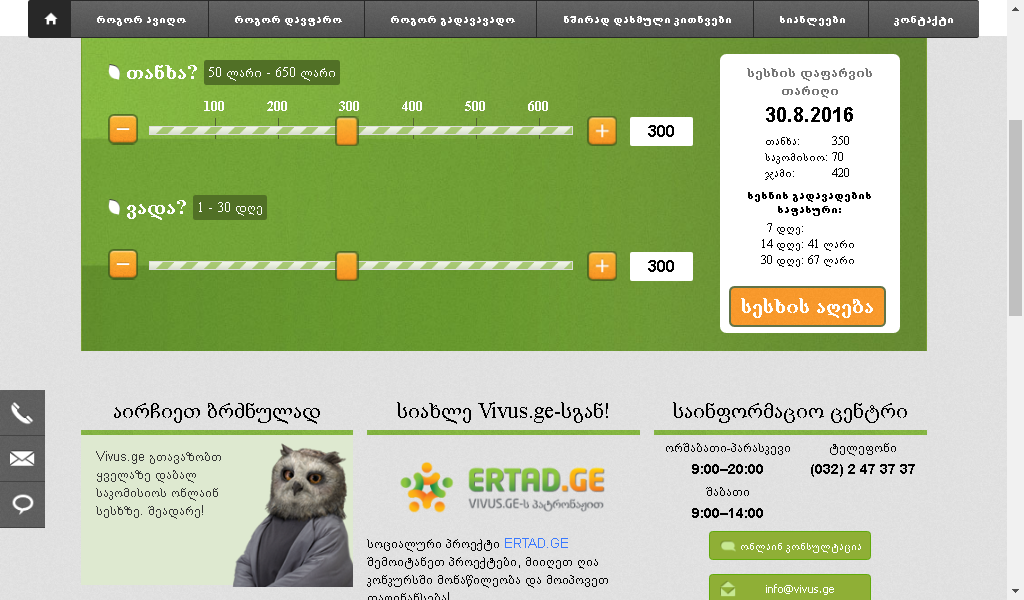 როგორ ავიღო
როგორ დავფარო
როგორ გადავავადო
ხშირად დასმული კითხვები
სიახლეები
კონტაქტი
თანხა? 50 ლარი - 650 ლარი
100 200 300 400 500 600
− + 300
ვადა? 1 - 30 დღე
− + 300
სესხის დაფარვის
თარიღი
30.8.2016
თანხა: 350
საკომისიო: 70
ჯამი: 420
სესხის გადავადების
საფასური:
7 დღე:
14 დღე: 41 ლარი
30 დღე: 67 ლარი
სესხის აღება
აირჩიეთ ბრძნულად
Vivus.ge გთავაზობთ
ყველაზე დაბალ
საკომისიოს ონლაინ
სესხზე. შეადარე!
სიახლე Vivus.ge-სგან!
ERTAD.GE
VIVUS.GE-ს პატრონაჟით
სოციალური პროექტი ERTAD.GE
შემოიტანეთ პროექტები, მიიღეთ ღია
კონკურსში მონაწილეობა და მოიპოვეთ
დაფინანსება!
საინფორმაციო ცენტრი
ორშაბათი-პარასკევი
9:00–20:00
შაბათი
9:00–14:00
ტელეფონი
(032) 2 47 37 37
ონლაინ კონსულტაცია
info@vivus.ge